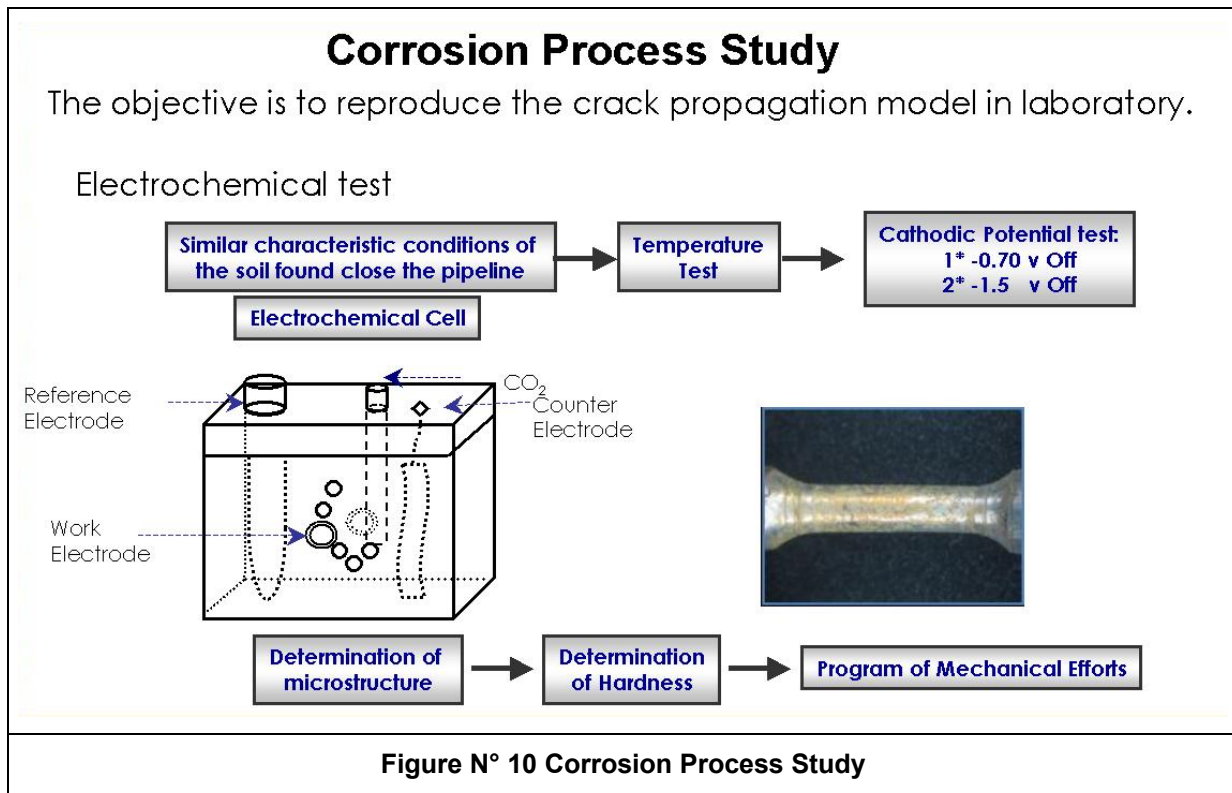 Corrosion Process Study
The objective is to reproduce the crack propagation model in laboratory.
Electrochemical test
Similar characteristic conditions of
the soil found close the pipeline
Temperature
Test
Cathodic Potential test:
1* -0.70 v Off
2* -1.5 v Off
Electrochemical Cell
Reference
Electrode
CO₂
Counter
Electrode
Work
Electrode
Determination of
microstructure
Determination
of Hardness
Program of Mechanical Efforts
Figure N° 10 Corrosion Process Study